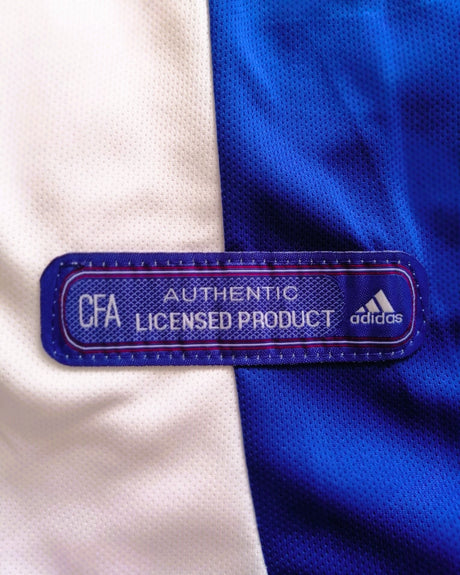 CFA
AUTHENTIC
LICENSED PRODUCT
adidas